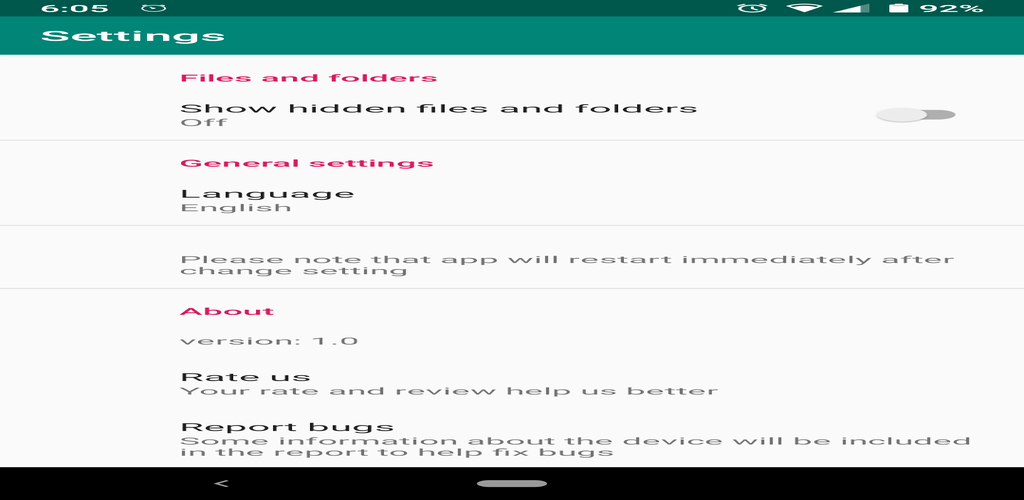 6:05
92%
Settings
Files and folders
Show hidden files and folders
Off
General settings
Language
English
Please note that app will restart immediately after
change setting
About
version: 1.0
Rate us
Your rate and review help us better
Report bugs
Some information about the device will be included
in the report to help fix bugs